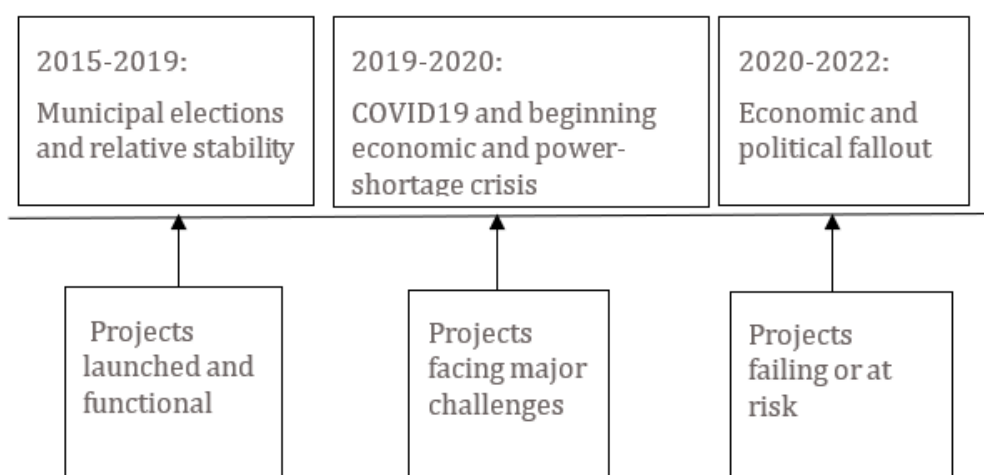 2015-2019:
Municipal elections
and relative stability
2019-2020:
COVID19 and beginning
economic and power-
shortage crisis
2020-2022:
Economic and
political fallout
Projects
launched and
functional
Projects
facing major
challenges
Projects
failing or at
risk